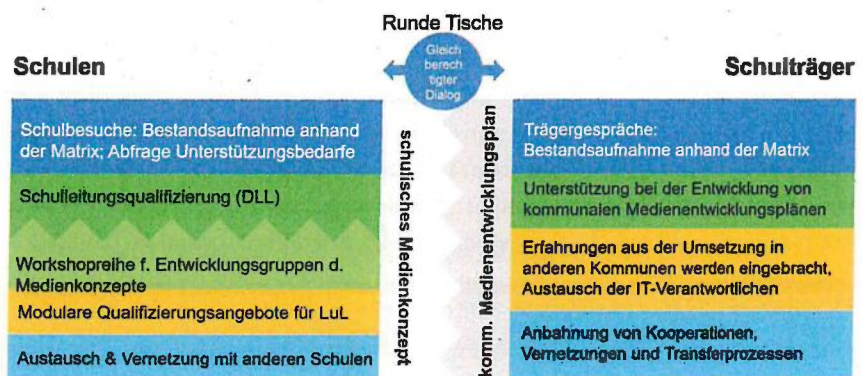 Runde Tische
Gleich
berech
tigter
Dialog
Schulen
Schulträger
Schulbesuche: Bestandsaufnahme anhand
der Matrix; Abfrage Unterstützungsbedarfe
Schulleitungsqualifizierung (DLL)
Workshopreihe f. Entwicklungsgruppen d.
Medienkonzepte
Modulare Qualifizierungsangebote für LuL
Austausch & Vernetzung mit anderen Schulen
schulisches Medienkonzept
komm. Medienentwicklungsplan
Trägergespräche:
Bestandsaufnahme anhand der Matrix
Unterstützung bei der Entwicklung von
kommunalen Medienentwicklungsplänen
Erfahrungen aus der Umsetzung in
anderen Kommunen werden eingebracht,
Austausch der IT-Verantwortlichen
Anbahnung von Kooperationen,
Vernetzungen und Transferprozessen